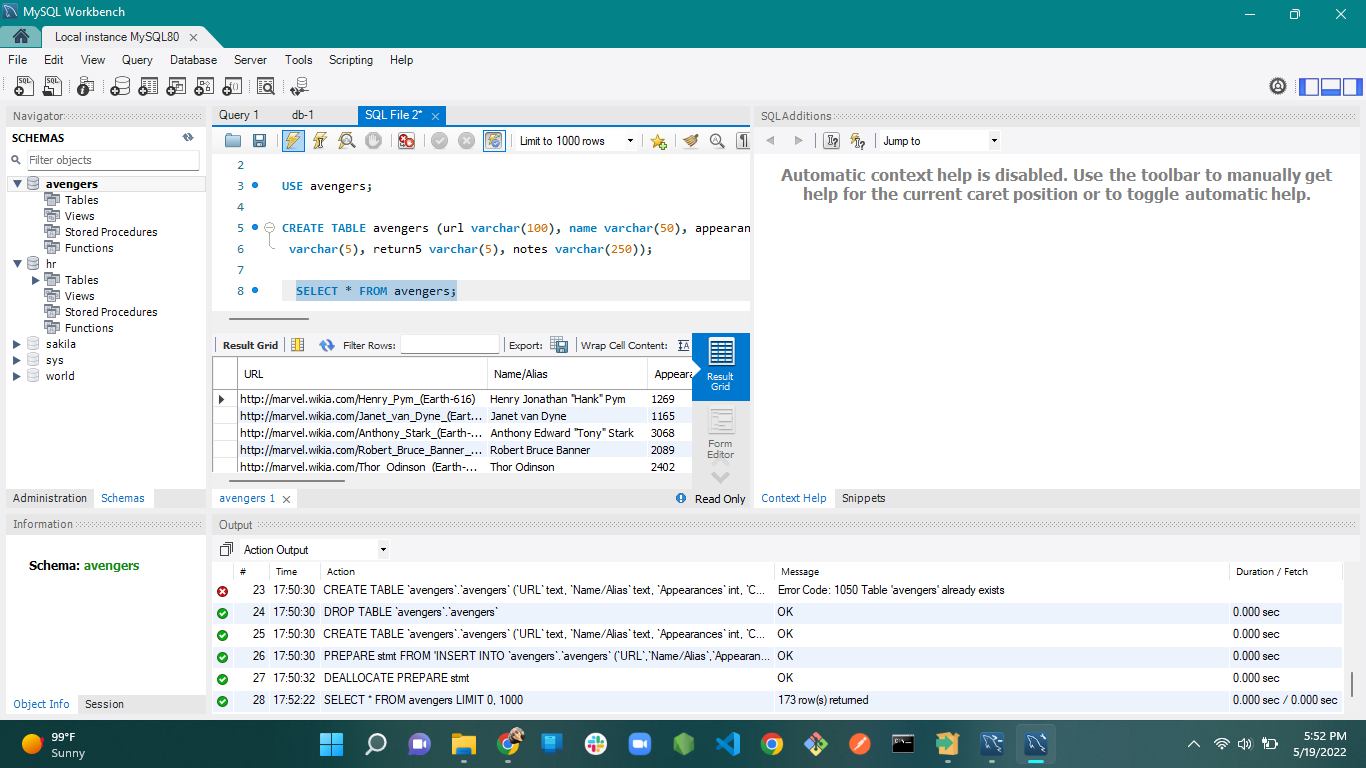 MySQL Workbench
Local instance MySQL80
File Edit View Query Database Server Tools Scripting Help
Navigator
SCHEMAS
Filter objects
avengers
Tables
Views
Stored Procedures
Functions
hr
Tables
Views
Stored Procedures
Functions
sakila
sys
world
Administration Schemas
Information
Schema: avengers
Object Info Session
Query 1 db-1 SQL File 2*
Limit to 1000 rows
2
3 USE avengers;
4
5 CREATE TABLE avengers (url varchar(100), name varchar(50), appearan
6 varchar(5), return5 varchar(5), notes varchar(250));
7
8 SELECT * FROM avengers;
Result Grid Filter Rows: Export: Wrap Cell Content:
URL Name/Alias Appeara
http://marvel.wikia.com/Henry_Pym_(Earth-616) Henry Jonathan "Hank" Pym 1269
http://marvel.wikia.com/Janet_van_Dyne_(Eart... Janet van Dyne 1165
http://marvel.wikia.com/Anthony_Stark_(Earth-... Anthony Edward "Tony" Stark 3068
http://marvel.wikia.com/Robert_Bruce_Banner_... Robert Bruce Banner 2089
http://marvel.wikia.com/Thor_Odinson_(Earth-... Thor Odinson 2402
Result
Grid
Form
Editor
avengers 1 Read Only
SQLAdditions
Jump to
Automatic context help is disabled. Use the toolbar to manually get
help for the current caret position or to toggle automatic help.
Context Help Snippets
Output
Action Output
# Time Action Message Duration / Fetch
23 17:50:30 CREATE TABLE `avengers`.`avengers` (`URL` text, `Name/Alias` text, `Appearances` int, `C... Error Code: 1050 Table 'avengers' already exists
24 17:50:30 DROP TABLE `avengers`.`avengers` OK 0.000 sec
25 17:50:30 CREATE TABLE `avengers`.`avengers` (`URL` text, `Name/Alias` text, `Appearances` int, `C... OK 0.000 sec
26 17:50:30 PREPARE stmt FROM 'INSERT INTO `avengers`.`avengers` (`URL`,`Name/Alias`,`Appearan... OK 0.000 sec
27 17:50:32 DEALLOCATE PREPARE stmt OK 0.000 sec
28 17:52:22 SELECT * FROM avengers LIMIT 0, 1000 173 row(s) returned 0.000 sec / 0.000 sec
99°F
Sunny
5:52 PM
5/19/2022